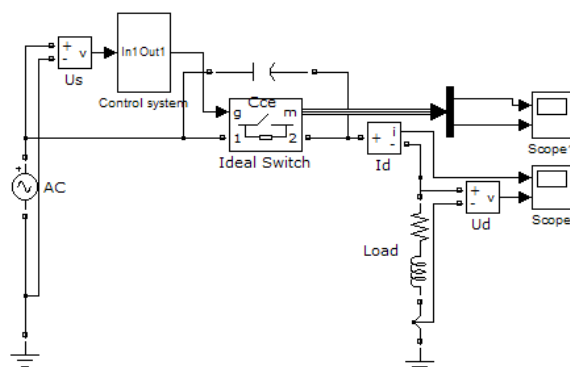 +
-
v
Us
In1 Out1
Control system
Cce
g
m
1
2
Ideal Switch
+
i
-
Id
Scope1
+
AC
+
-
v
Ud
Scope
Load